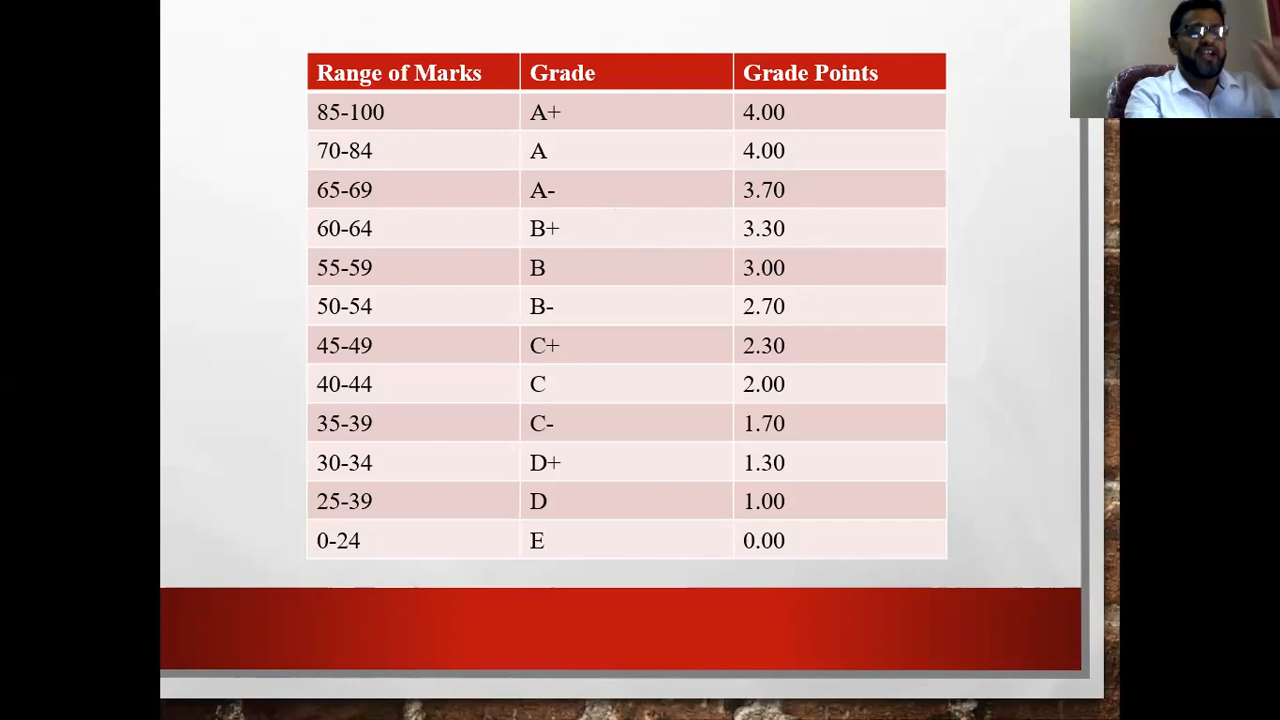 Range of Marks Grade Grade Points
85-100 A+ 4.00
70-84 A 4.00
65-69 A- 3.70
60-64 B+ 3.30
55-59 B 3.00
50-54 B- 2.70
45-49 C+ 2.30
40-44 C 2.00
35-39 C- 1.70
30-34 D+ 1.30
25-39 D 1.00
0-24 E 0.00